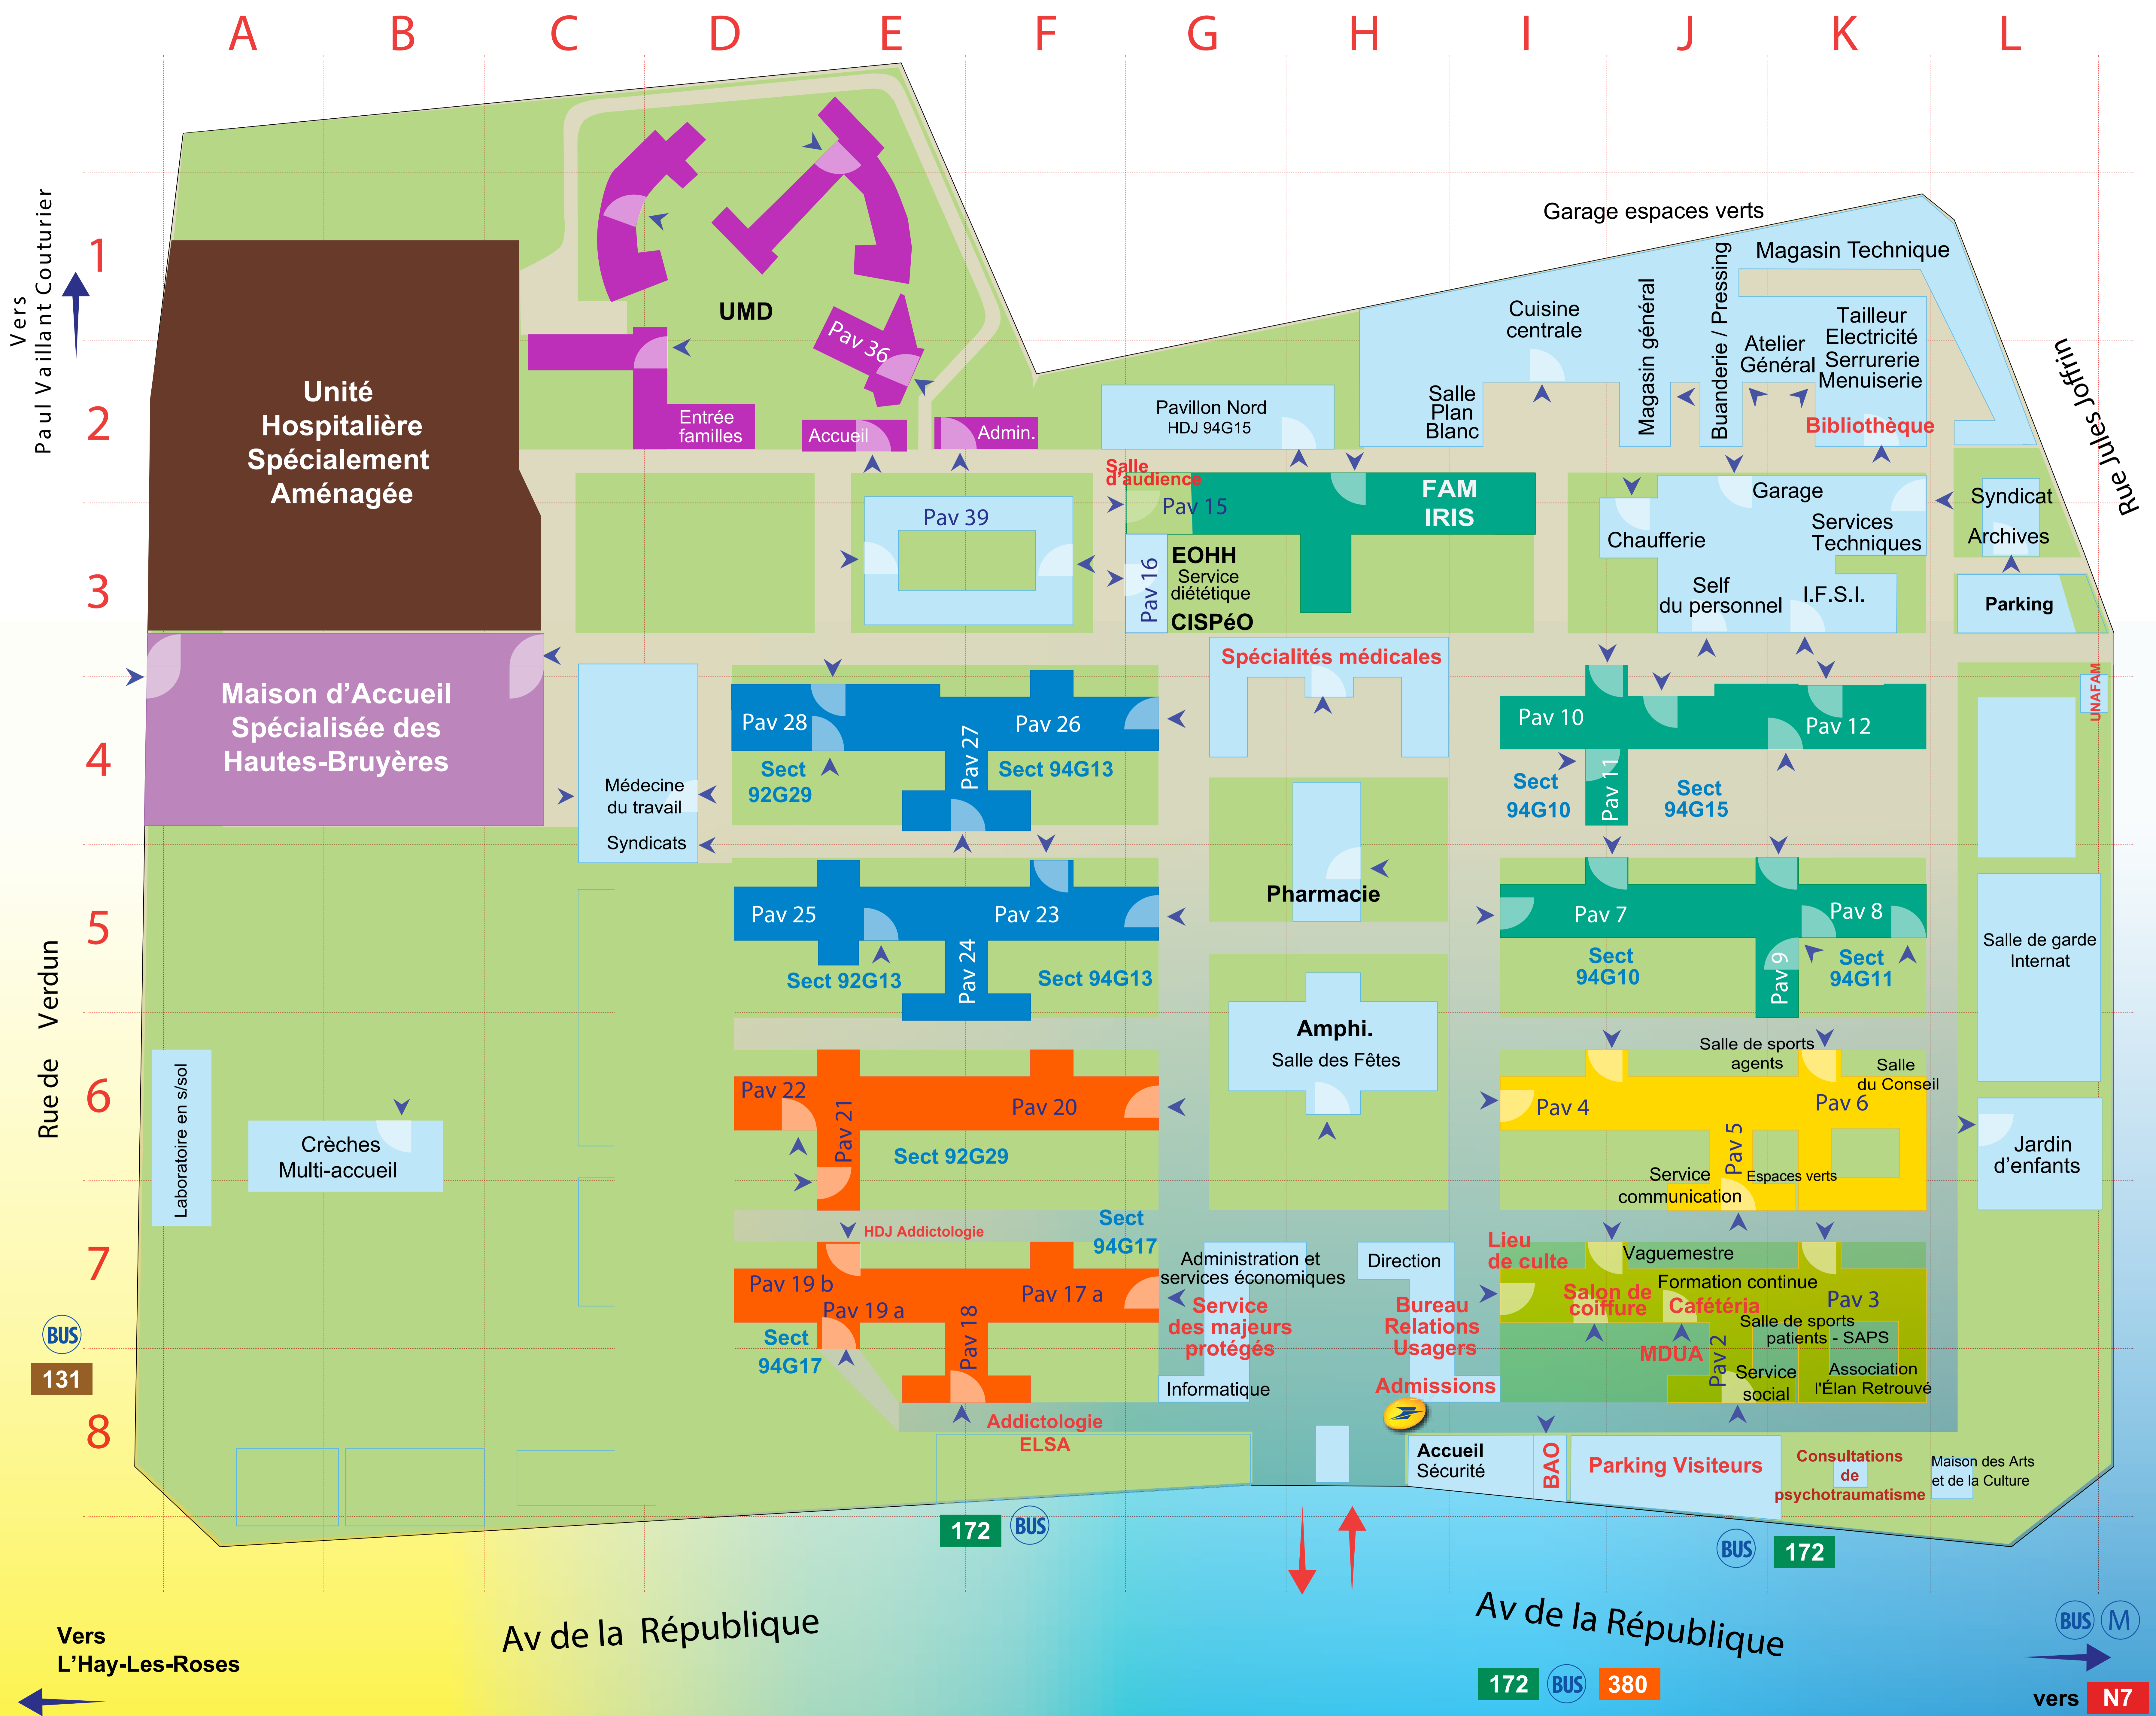 A B C D E F G H I J K L
1
2
3
4
5
6
7
8
Vers
Paul Vaillant Couturier
Rue de Verdun
Rue Jules Joffrin
UMD
Pav 36
Entrée
familles
Accueil
Admin.
Unité
Hospitalière
Spécialement
Aménagée
Maison d'Accueil
Spécialisée des
Hautes-Bruyères
Garage espaces verts
Magasin Technique
Cuisine
centrale
Magasin général
Buanderie / Pressing
Atelier
Général
Tailleur
Electricité
Serrurerie
Menuiserie
Bibliothèque
Salle
Plan
Blanc
Pavillon Nord
HDJ 94G15
Salle
d'audience
Pav 15
FAM
IRIS
Pav 39
Pav 16
EOHH
Service
diététique
CISPéO
Garage
Chaufferie
Services
Techniques
Self
du personnel
I.F.S.I.
Syndicat
Archives
Parking
UNAFAM
Spécialités médicales
Médecine
du travail
Syndicats
Pav 28
Pav 27
Pav 26
Sect
92G29
Sect 94G13
Pav 10
Pav 11
Pav 12
Sect
94G10
Sect
94G15
Pharmacie
Pav 25
Pav 24
Pav 23
Sect 92G13
Sect 94G13
Pav 7
Pav 8
Pav 9
Sect
94G10
Sect
94G11
Salle de garde
Internat
Amphi.
Salle des Fêtes
Laboratoire en s/sol
Crèches
Multi-accueil
Pav 22
Pav 21
Pav 20
Sect 92G29
Salle de sports
agents
Salle
du Conseil
Pav 4
Pav 5
Pav 6
Service
communication
Espaces verts
Jardin
d'enfants
HDJ Addictologie
Sect
94G17
Pav 19 b
Pav 19 a
Pav 18
Pav 17 a
Sect
94G17
Addictologie
ELSA
Administration et
services économiques
Service
des majeurs
protégés
Informatique
Direction
Bureau
Relations
Usagers
Admissions
Lieu
de culte
Vaguemestre
Formation continue
Salon de
coiffure
Cafétéria
Pav 3
Salle de sports
patients - SAPS
MDUA
Pav 2
Service
social
Association
l'Élan Retrouvé
Accueil
Sécurité
BAO
Parking Visiteurs
Consultations
de
psychotraumatisme
Maison des Arts
et de la Culture
BUS
131
172 BUS
BUS 172
Av de la République
Av de la République
172 BUS 380
Vers
L'Hay-Les-Roses
BUS M
vers N7